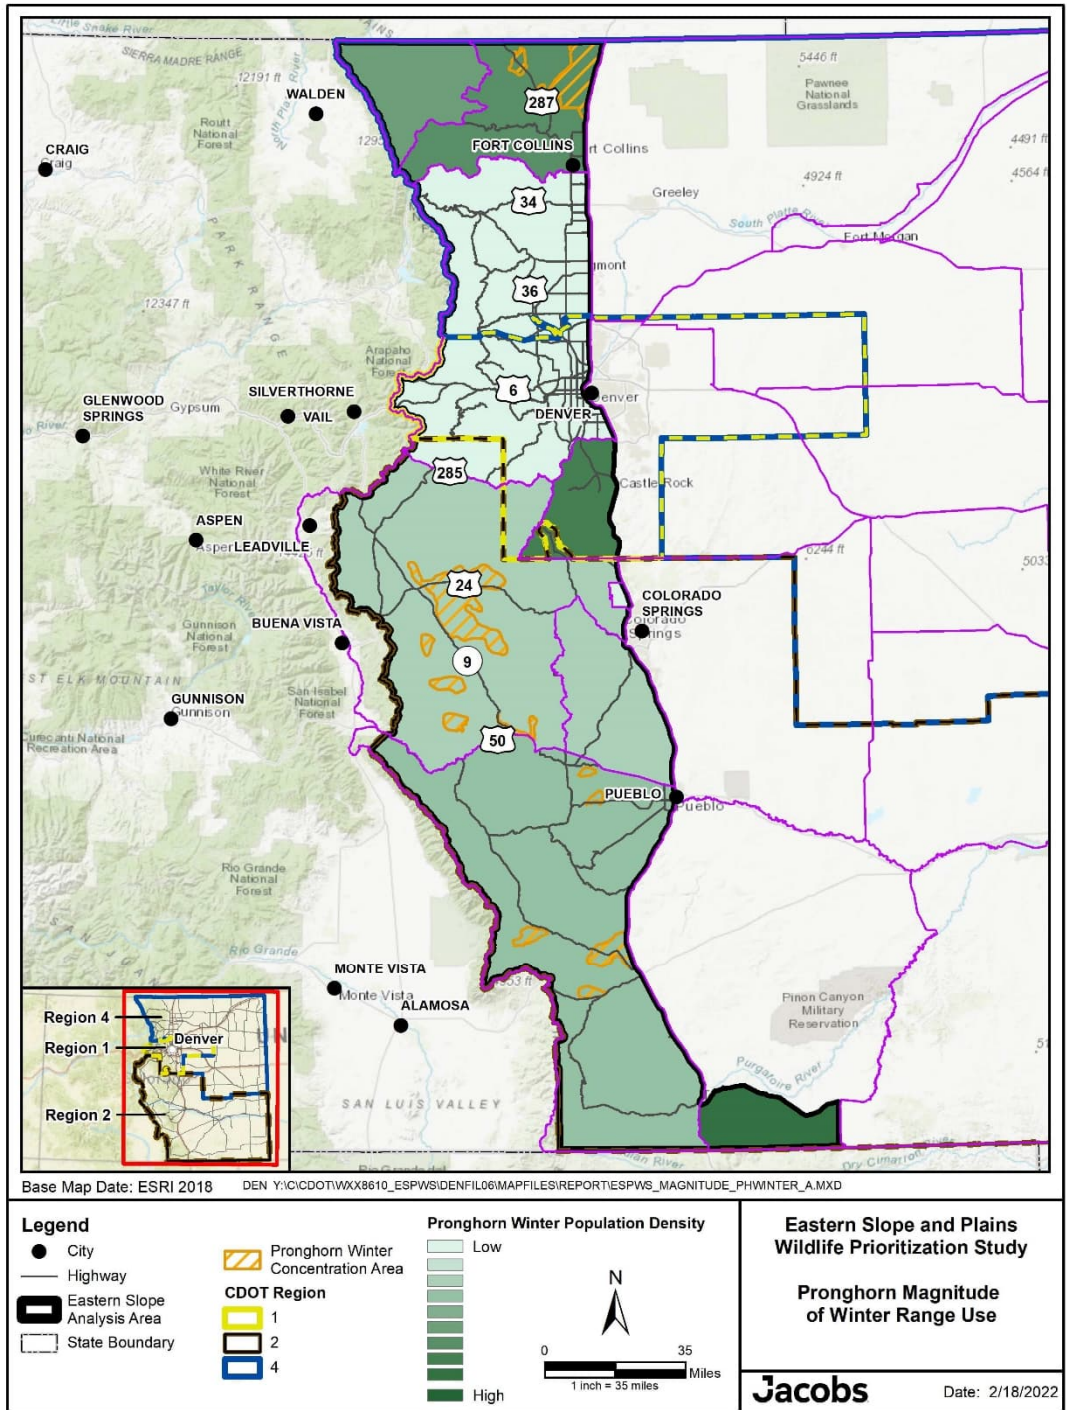 Little Snake River
SIERRA MADRE RANGE
12191 ft
North Platte River
WALDEN
Routt
National
Forest
CRAIG
Craig
PARK RANGE
12347 ft
287
FORT COLLINS
rt Collins
34
36
gmont
5446 ft
Pawnee
National
Grasslands
4491 ft
4564 ft
4924 ft
Greeley
South Platte River
Fort Morgan
Arapaho
National
Forest
SILVERTHORNE
VAIL
GLENWOOD
SPRINGS
Gypsum
6
DENVER
Denver
285
Castle Rock
White River
National
Forest
ASPEN
Aspen
LEADVILLE
6244 ft
5033
24
COLORADO
SPRINGS
Colorado
Springs
Taylor River
Gunnison
National
Forest
BUENA VISTA
9
ST ELK MOUNTAIN
GUNNISON
Gunnison
San Isabel
National
Forest
Curecanti National
Recreation Area
50
PUEBLO
Pueblo
Rio Grande
National
Forest
Rio Grande
MONTE VISTA
Monte Vista
ALAMOSA
SAN LUIS VALLEY
Pinon Canyon
Military
Reservation
Purgatoire River
Dry Cimarron River
Region 4
Region 1
Denver
Region 2
Base Map Date: ESRI 2018
DEN Y:\C\CDOT\WXX8610_ESPWS\DENFIL06\MAPFILES\REPORT\ESPWS_MAGNITUDE_PHWINTER_A.MXD
Legend
City
Highway
Eastern Slope
Analysis Area
State Boundary
Pronghorn Winter
Concentration Area
CDOT Region
1
2
4
Pronghorn Winter Population Density
Low
High
N
0
35
Miles
1 inch = 35 miles
Eastern Slope and Plains
Wildlife Prioritization Study
Pronghorn Magnitude
of Winter Range Use
Jacobs
Date: 2/18/2022